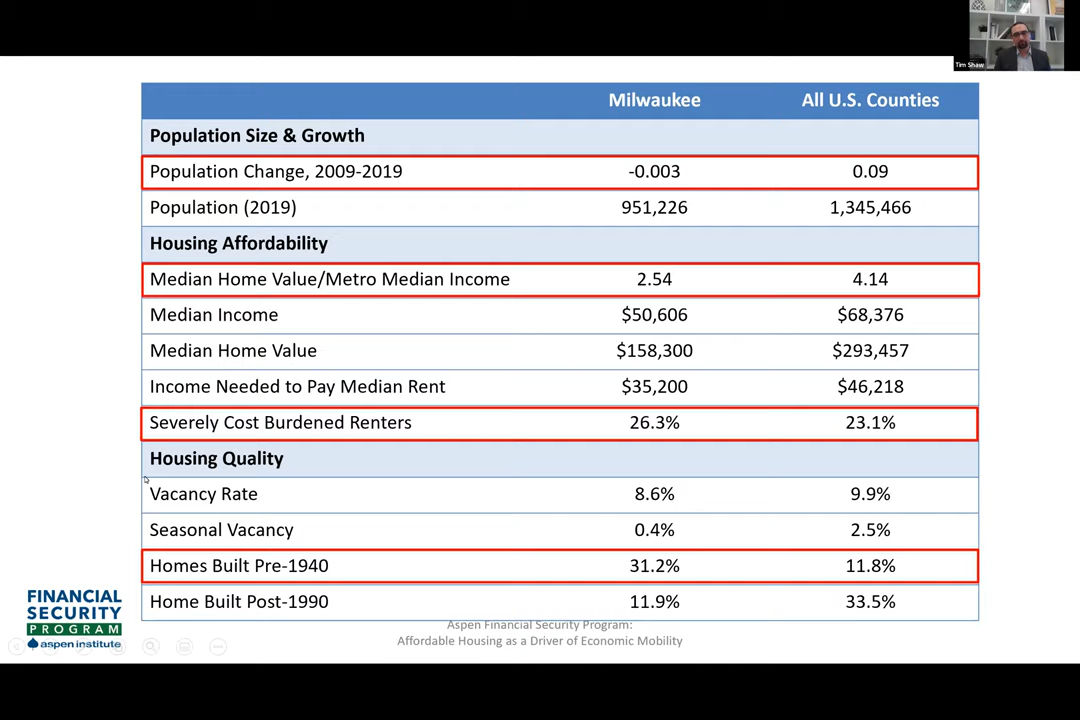 Tim Shaw
Milwaukee All U.S. Counties
Population Size & Growth
Population Change, 2009-2019 -0.003 0.09
Population (2019) 951,226 1,345,466
Housing Affordability
Median Home Value/Metro Median Income 2.54 4.14
Median Income $50,606 $68,376
Median Home Value $158,300 $293,457
Income Needed to Pay Median Rent $35,200 $46,218
Severely Cost Burdened Renters 26.3% 23.1%
Housing Quality
Vacancy Rate 8.6% 9.9%
Seasonal Vacancy 0.4% 2.5%
Homes Built Pre-1940 31.2% 11.8%
Home Built Post-1990 11.9% 33.5%
FINANCIAL
SECURITY
PROGRAM
aspen institute
Aspen Financial Security Program:
Affordable Housing as a Driver of Economic Mobility